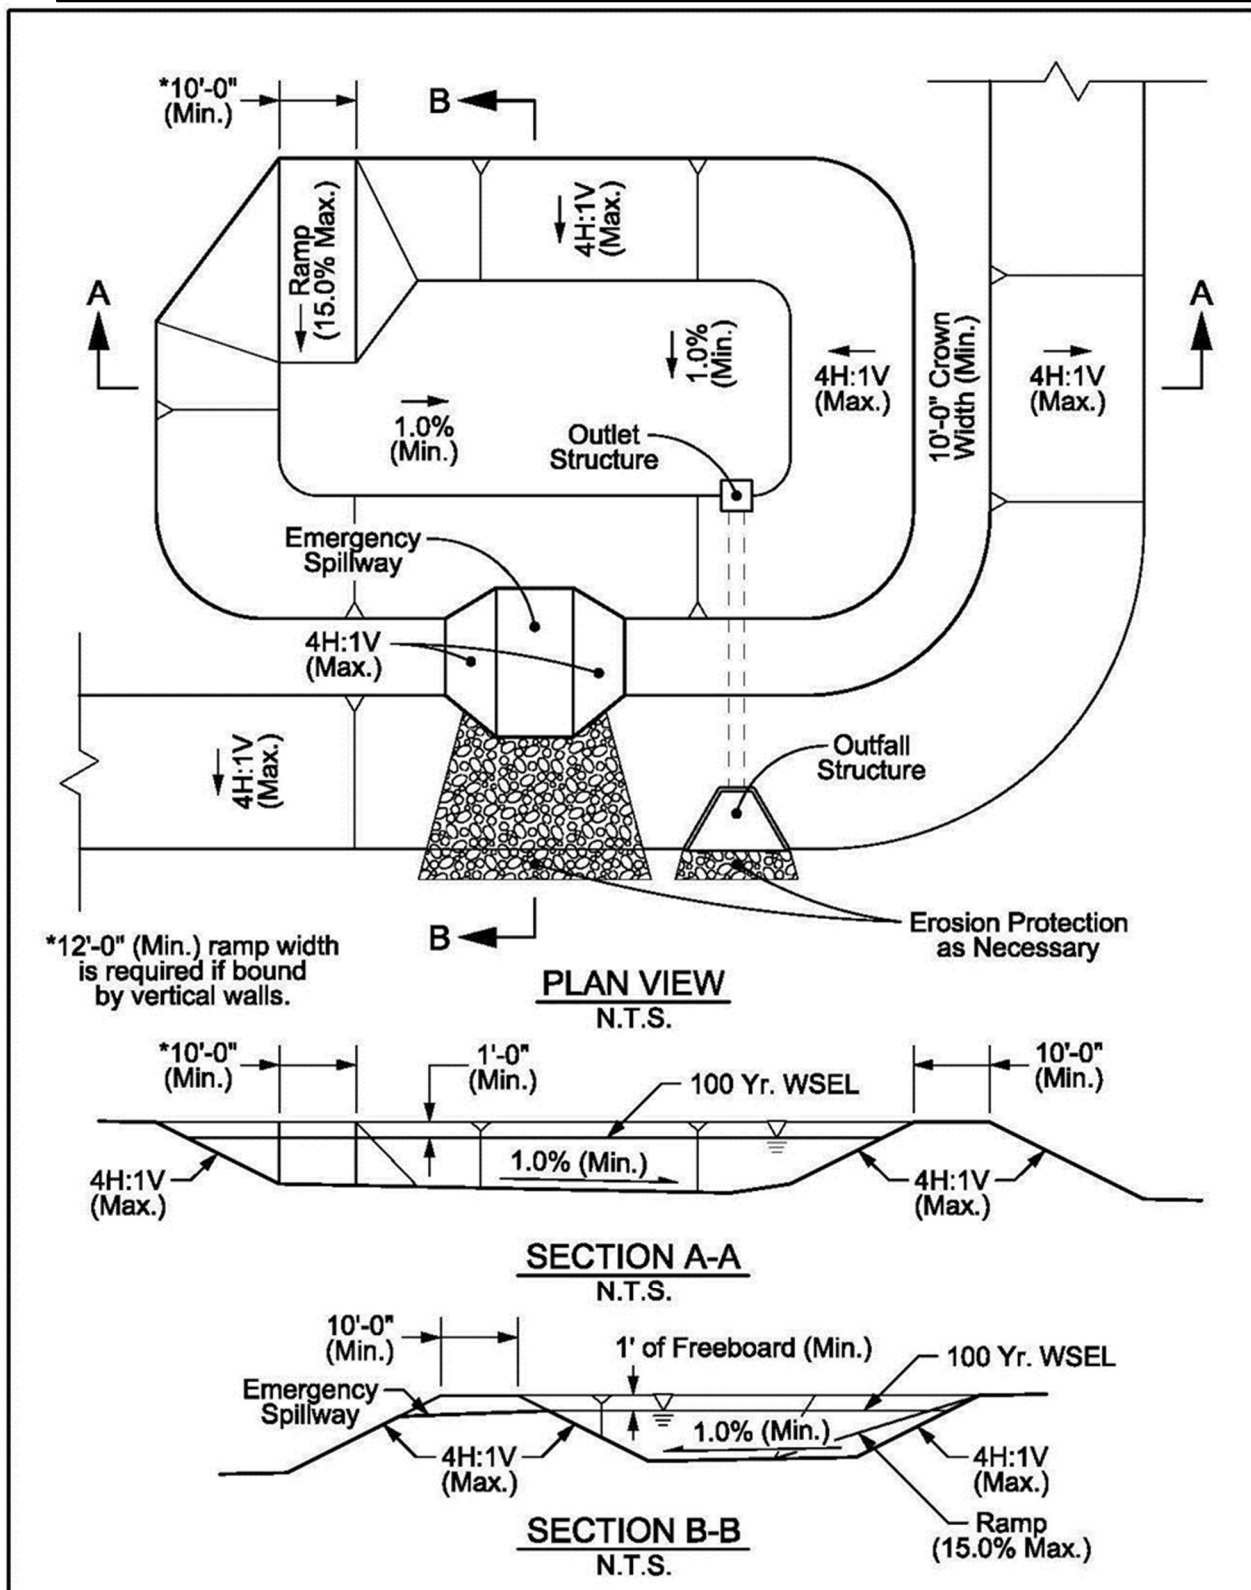 *10'-0"
(Min.)
B
Ramp
(15.0% Max.)
4H:1V
(Max.)
A
A
1.0%
(Min.)
4H:1V
(Max.)
10'-0" Crown
Width (Min.)
4H:1V
(Max.)
1.0%
(Min.)
Outlet
Structure
Emergency
Spillway
4H:1V
(Max.)
4H:1V
(Max.)
Outfall
Structure
B
Erosion Protection
as Necessary
*12'-0" (Min.) ramp width
is required if bound
by vertical walls.
PLAN VIEW
N.T.S.
*10'-0"
(Min.)
1'-0"
(Min.)
100 Yr. WSEL
10'-0"
(Min.)
4H:1V
(Max.)
1.0% (Min.)
4H:1V
(Max.)
SECTION A-A
N.T.S.
10'-0"
(Min.)
1' of Freeboard (Min.)
100 Yr. WSEL
Emergency
Spillway
4H:1V
(Max.)
1.0% (Min.)
4H:1V
(Max.)
Ramp
(15.0% Max.)
SECTION B-B
N.T.S.